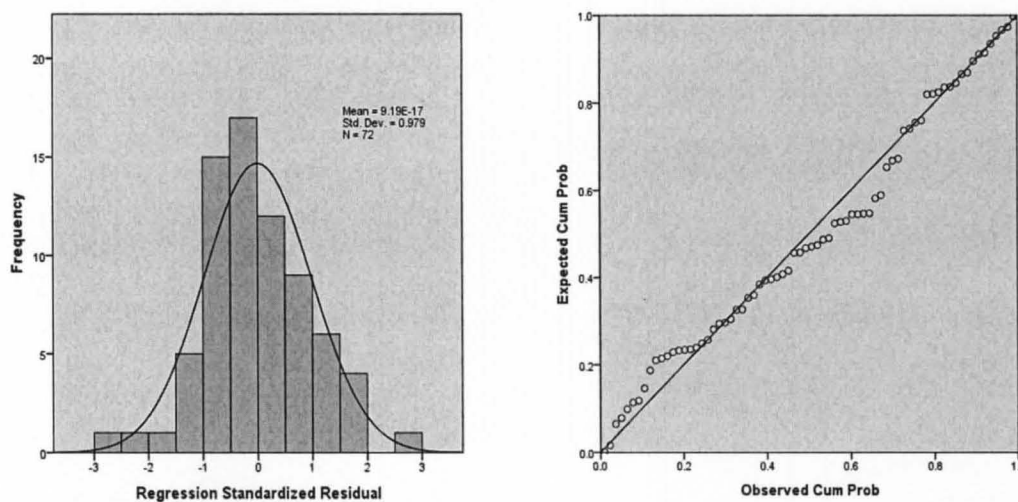 20
15
10
5
0
Frequency
Mean = 9.19E-17
Std. Dev. = 0.979
N = 72
-3 -2 -1 0 1 2 3
Regression Standardized Residual
1.0
0.8
0.6
0.4
0.2
0.0
Expected Cum Prob
0.0 0.2 0.4 0.6 0.8 1.0
Observed Cum Prob